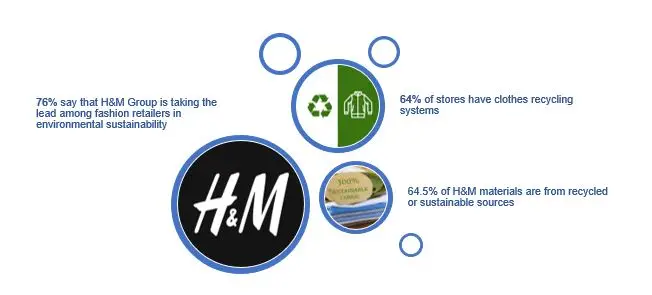 76% say that H&M Group is taking the
lead among fashion retailers in
environmental sustainability
64% of stores have clothes recycling
systems
H&M
100%
SUSTAINABLE
64.5% of H&M materials are from recycled
or sustainable sources